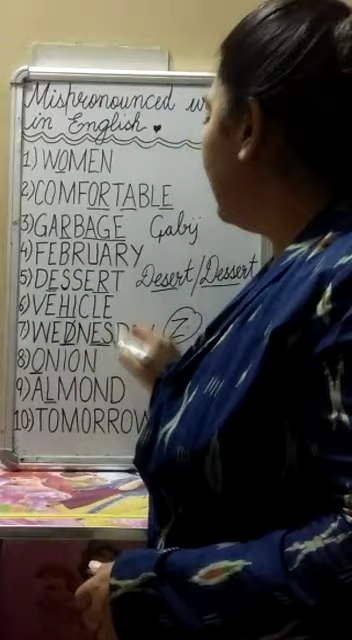 Mispronounced
in English.
1) WOMEN
2) COMFORTABLE
3) GARBAGE Gabij
4) FEBRUARY
5) DESSERT Desert/Dessert
6) VEHICLE
7) Z
8) ONION
9) ALMOND
10) TOMORROW